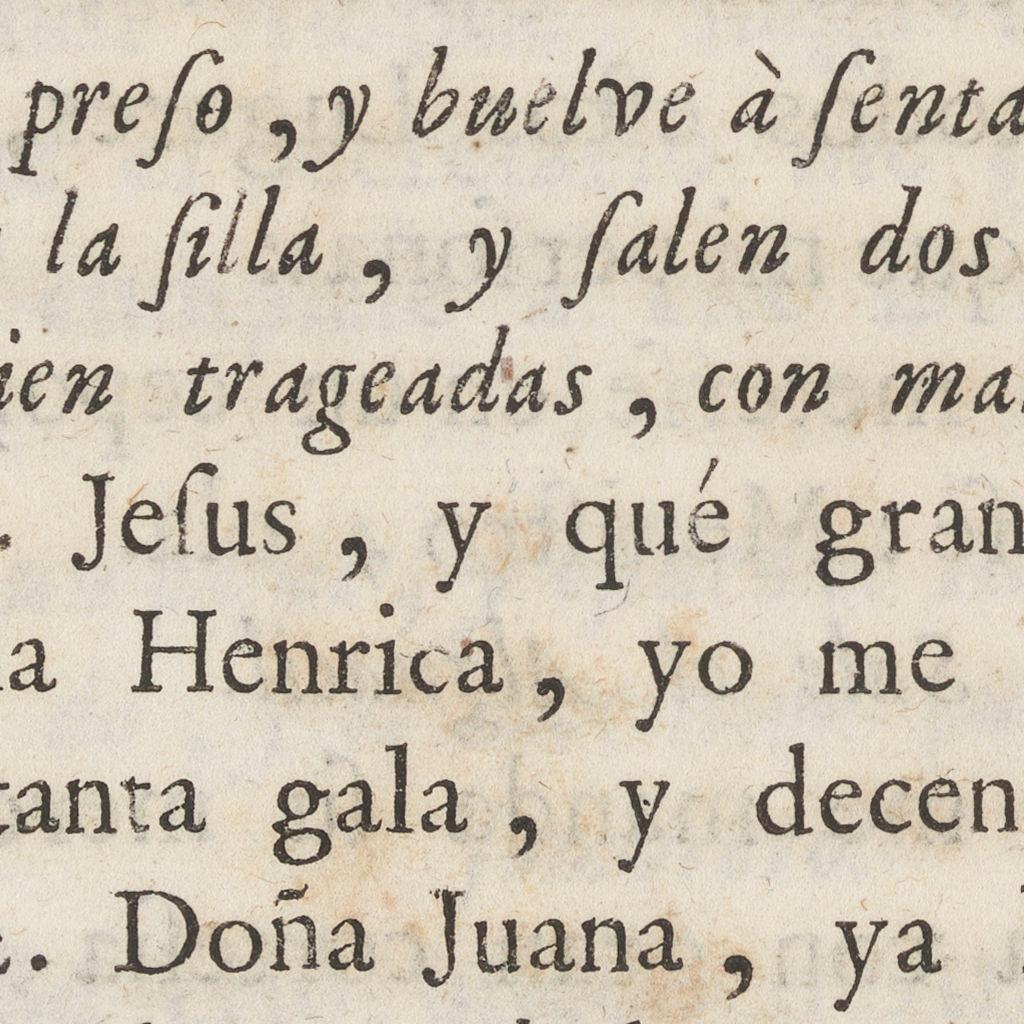 preſo , y buelve à ſenta
la ſilla , y ſalen dos
ien trageadas , con ma
. Jeſus , y qué gran
a Henrica , yo me
tanta gala , y decen
. Doña Juana , ya